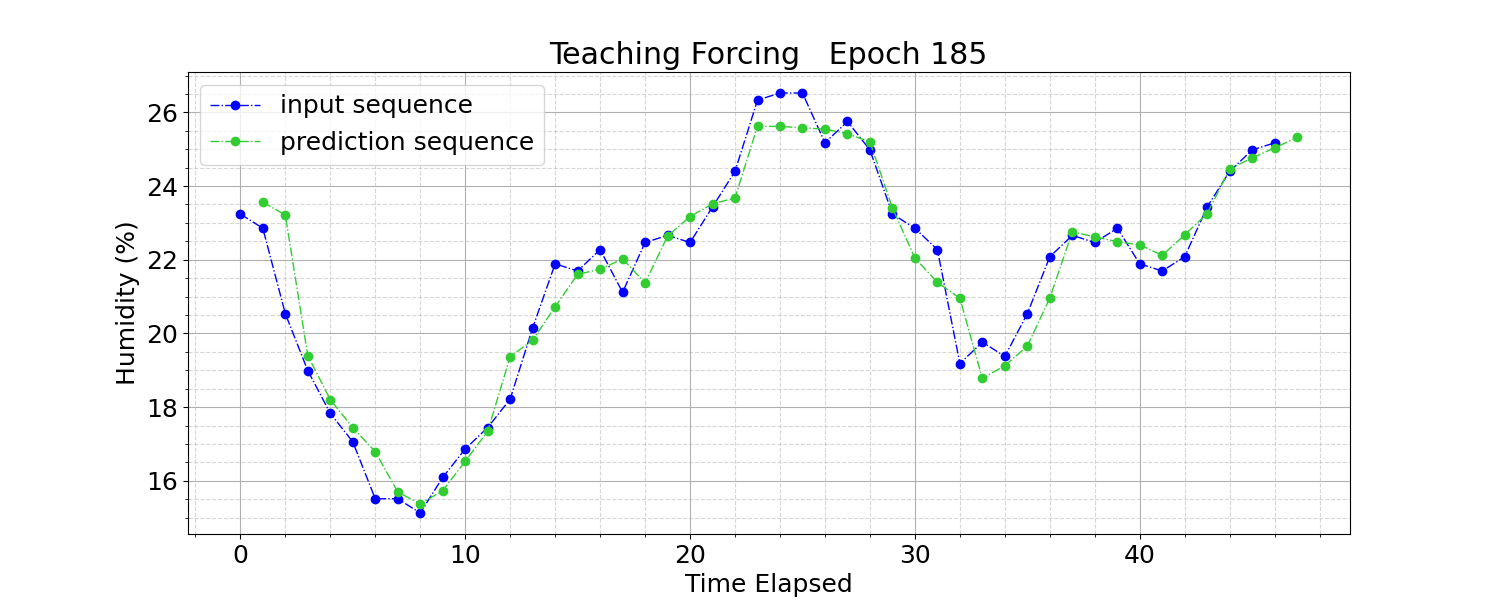 Teaching Forcing   Epoch 185
input sequence
prediction sequence
Humidity (%)
26
24
22
20
18
16
0 10 20 30 40
Time Elapsed